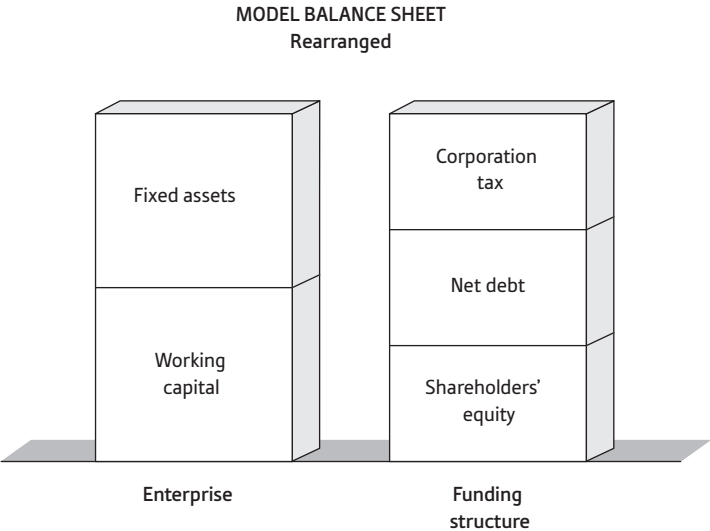 MODEL BALANCE SHEET
Rearranged
Fixed assets
Working
capital
Enterprise
Corporation
tax
Net debt
Shareholders’
equity
Funding
structure